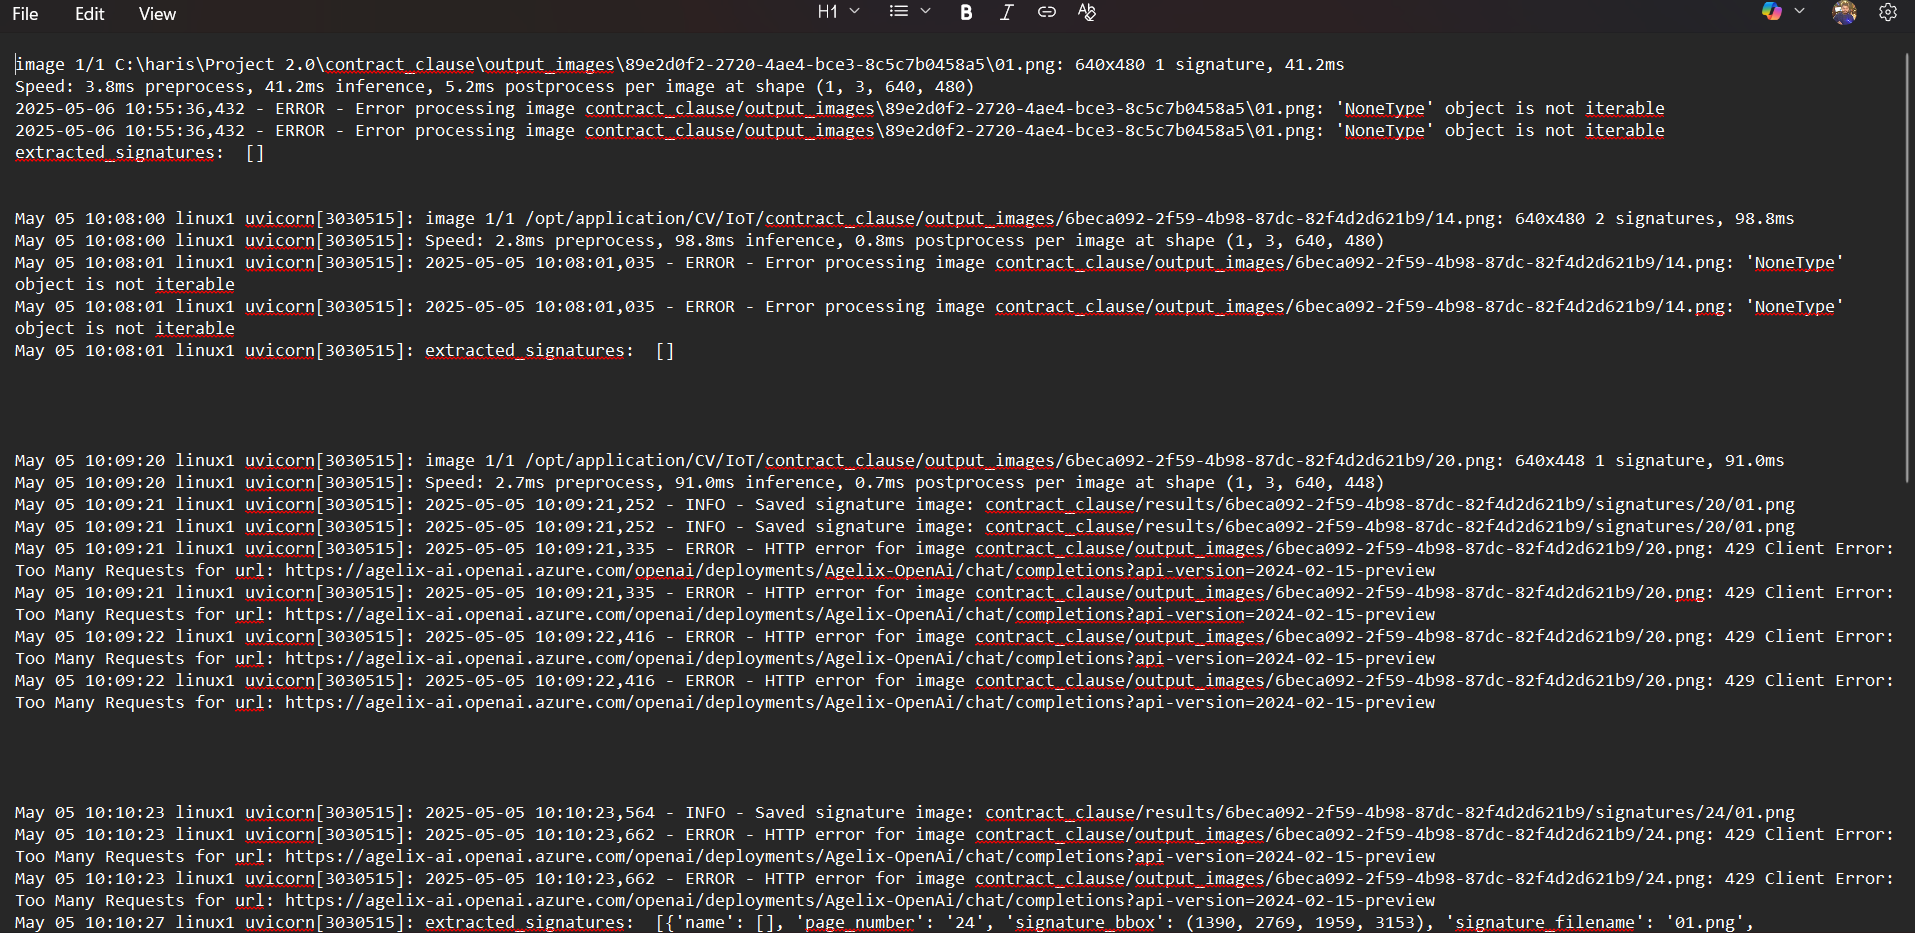 File Edit View H1 B I
image 1/1 C:\haris\Project 2.0\contract_clause\output_images\89e2d0f2-2720-4ae4-bce3-8c5c7b0458a5\01.png: 640x480 1 signature, 41.2ms
Speed: 3.8ms preprocess, 41.2ms inference, 5.2ms postprocess per image at shape (1, 3, 640, 480)
2025-05-06 10:55:36,432 - ERROR - Error processing image contract_clause/output_images\89e2d0f2-2720-4ae4-bce3-8c5c7b0458a5\01.png: 'NoneType' object is not iterable
2025-05-06 10:55:36,432 - ERROR - Error processing image contract_clause/output_images\89e2d0f2-2720-4ae4-bce3-8c5c7b0458a5\01.png: 'NoneType' object is not iterable
extracted_signatures:  []
May 05 10:08:00 linux1 uvicorn[3030515]: image 1/1 /opt/application/CV/IoT/contract_clause/output_images/6beca092-2f59-4b98-87dc-82f4d2d621b9/14.png: 640x480 2 signatures, 98.8ms
May 05 10:08:00 linux1 uvicorn[3030515]: Speed: 2.8ms preprocess, 98.8ms inference, 0.8ms postprocess per image at shape (1, 3, 640, 480)
May 05 10:08:01 linux1 uvicorn[3030515]: 2025-05-05 10:08:01,035 - ERROR - Error processing image contract_clause/output_images/6beca092-2f59-4b98-87dc-82f4d2d621b9/14.png: 'NoneType'
object is not iterable
May 05 10:08:01 linux1 uvicorn[3030515]: 2025-05-05 10:08:01,035 - ERROR - Error processing image contract_clause/output_images/6beca092-2f59-4b98-87dc-82f4d2d621b9/14.png: 'NoneType'
object is not iterable
May 05 10:08:01 linux1 uvicorn[3030515]: extracted_signatures:  []
May 05 10:09:20 linux1 uvicorn[3030515]: image 1/1 /opt/application/CV/IoT/contract_clause/output_images/6beca092-2f59-4b98-87dc-82f4d2d621b9/20.png: 640x448 1 signature, 91.0ms
May 05 10:09:20 linux1 uvicorn[3030515]: Speed: 2.7ms preprocess, 91.0ms inference, 0.7ms postprocess per image at shape (1, 3, 640, 448)
May 05 10:09:21 linux1 uvicorn[3030515]: 2025-05-05 10:09:21,252 - INFO - Saved signature image: contract_clause/results/6beca092-2f59-4b98-87dc-82f4d2d621b9/signatures/20/01.png
May 05 10:09:21 linux1 uvicorn[3030515]: 2025-05-05 10:09:21,252 - INFO - Saved signature image: contract_clause/results/6beca092-2f59-4b98-87dc-82f4d2d621b9/signatures/20/01.png
May 05 10:09:21 linux1 uvicorn[3030515]: 2025-05-05 10:09:21,335 - ERROR - HTTP error for image contract_clause/output_images/6beca092-2f59-4b98-87dc-82f4d2d621b9/20.png: 429 Client Error:
Too Many Requests for url: https://agelix-ai.openai.azure.com/openai/deployments/Agelix-OpenAi/chat/completions?api-version=2024-02-15-preview
May 05 10:09:21 linux1 uvicorn[3030515]: 2025-05-05 10:09:21,335 - ERROR - HTTP error for image contract_clause/output_images/6beca092-2f59-4b98-87dc-82f4d2d621b9/20.png: 429 Client Error:
Too Many Requests for url: https://agelix-ai.openai.azure.com/openai/deployments/Agelix-OpenAi/chat/completions?api-version=2024-02-15-preview
May 05 10:09:22 linux1 uvicorn[3030515]: 2025-05-05 10:09:22,416 - ERROR - HTTP error for image contract_clause/output_images/6beca092-2f59-4b98-87dc-82f4d2d621b9/20.png: 429 Client Error:
Too Many Requests for url: https://agelix-ai.openai.azure.com/openai/deployments/Agelix-OpenAi/chat/completions?api-version=2024-02-15-preview
May 05 10:09:22 linux1 uvicorn[3030515]: 2025-05-05 10:09:22,416 - ERROR - HTTP error for image contract_clause/output_images/6beca092-2f59-4b98-87dc-82f4d2d621b9/20.png: 429 Client Error:
Too Many Requests for url: https://agelix-ai.openai.azure.com/openai/deployments/Agelix-OpenAi/chat/completions?api-version=2024-02-15-preview
May 05 10:10:23 linux1 uvicorn[3030515]: 2025-05-05 10:10:23,564 - INFO - Saved signature image: contract_clause/results/6beca092-2f59-4b98-87dc-82f4d2d621b9/signatures/24/01.png
May 05 10:10:23 linux1 uvicorn[3030515]: 2025-05-05 10:10:23,662 - ERROR - HTTP error for image contract_clause/output_images/6beca092-2f59-4b98-87dc-82f4d2d621b9/24.png: 429 Client Error:
Too Many Requests for url: https://agelix-ai.openai.azure.com/openai/deployments/Agelix-OpenAi/chat/completions?api-version=2024-02-15-preview
May 05 10:10:23 linux1 uvicorn[3030515]: 2025-05-05 10:10:23,662 - ERROR - HTTP error for image contract_clause/output_images/6beca092-2f59-4b98-87dc-82f4d2d621b9/24.png: 429 Client Error:
Too Many Requests for url: https://agelix-ai.openai.azure.com/openai/deployments/Agelix-OpenAi/chat/completions?api-version=2024-02-15-preview
May 05 10:10:27 linux1 uvicorn[3030515]: extracted_signatures:  [{'name': [], 'page_number': '24', 'signature_bbox': (1390, 2769, 1959, 3153), 'signature_filename': '01.png',